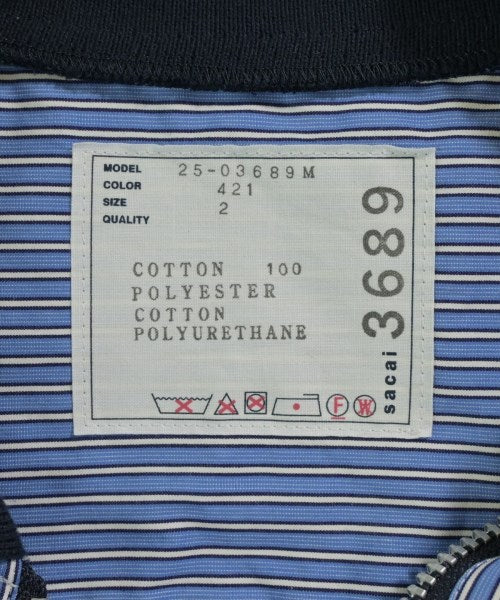 MODEL 25-03689M
COLOR 421
SIZE 2
QUALITY
COTTON 100
POLYESTER
COTTON
POLYURETHANE
F W
sacai 3689